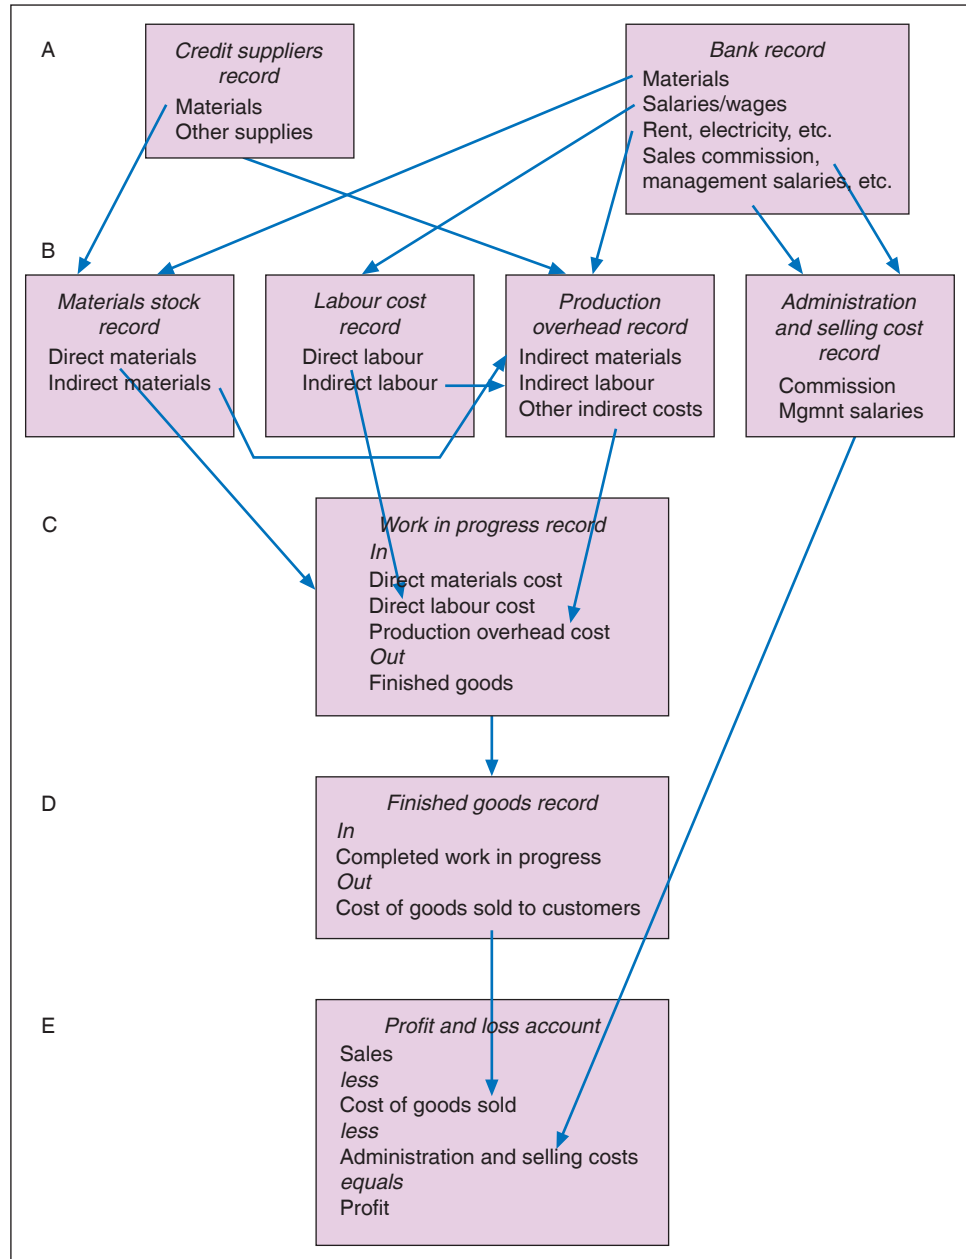 A
Credit suppliers
record
Materials
Other supplies
Bank record
Materials
Salaries/wages
Rent, electricity, etc.
Sales commission,
management salaries, etc.
B
Materials stock
record
Direct materials
Indirect materials
Labour cost
record
Direct labour
Indirect labour
Production
overhead record
Indirect materials
Indirect labour
Other indirect costs
Administration
and selling cost
record
Commission
Mgmnt salaries
C
Work in progress record
In
Direct materials cost
Direct labour cost
Production overhead cost
Out
Finished goods
D
Finished goods record
In
Completed work in progress
Out
Cost of goods sold to customers
E
Profit and loss account
Sales
less
Cost of goods sold
less
Administration and selling costs
equals
Profit